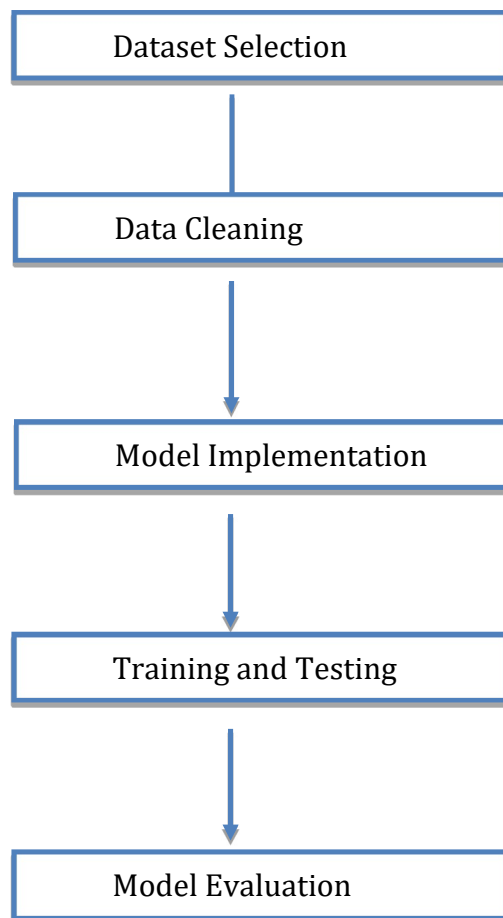 Dataset Selection
Data Cleaning
Model Implementation
Training and Testing
Model Evaluation